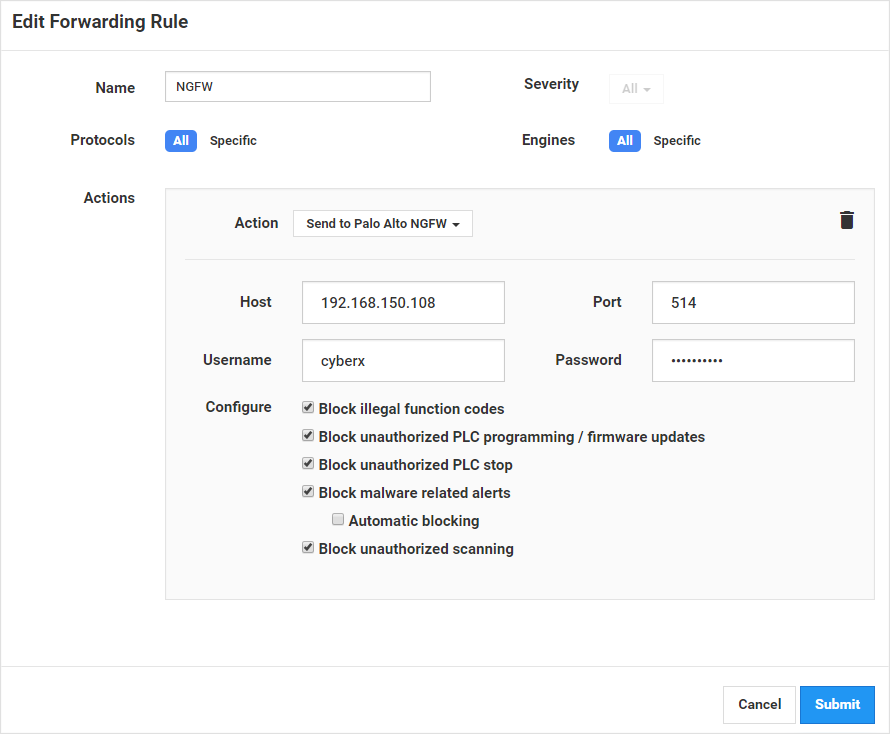 Edit Forwarding Rule
Name NGFW Severity All
Protocols All Specific Engines All Specific
Actions
Action Send to Palo Alto NGFW
Host 192.168.150.108 Port 514
Username cyberx Password ••••••••••
Configure Block illegal function codes
Block unauthorized PLC programming / firmware updates
Block unauthorized PLC stop
Block malware related alerts
Automatic blocking
Block unauthorized scanning
Cancel Submit